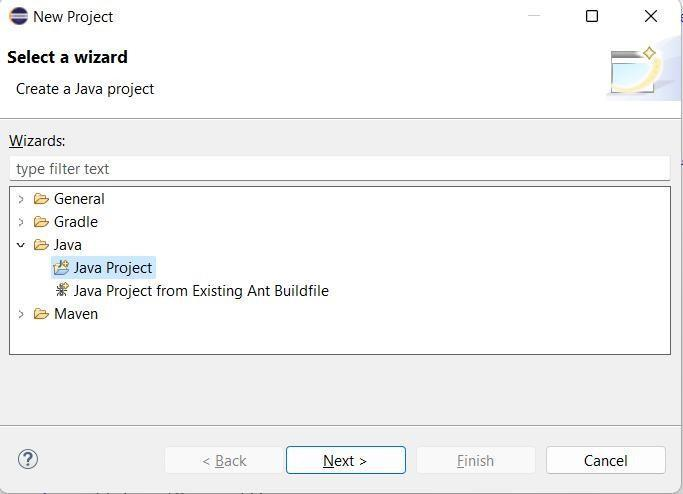 New Project
Select a wizard
Create a Java project
Wizards:
type filter text
General
Gradle
Java
Java Project
Java Project from Existing Ant Buildfile
Maven
?
< Back
Next >
Finish
Cancel